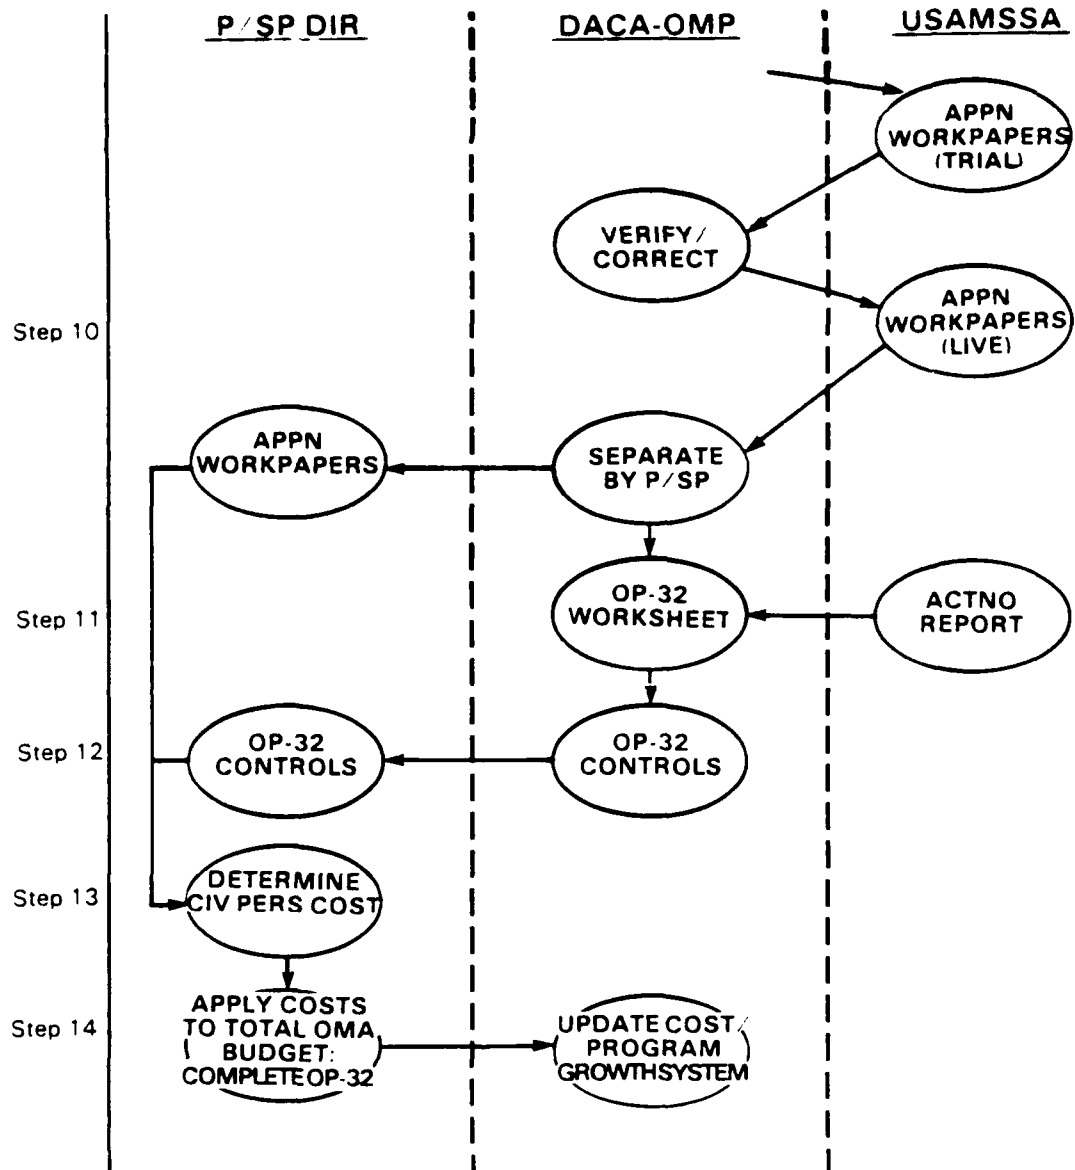 P/SP DIR
DACA-OMP
USAMSSA
APPN
WORKPAPERS
(TRIAL)
VERIFY/
CORRECT
APPN
WORKPAPERS
(LIVE)
Step 10
APPN
WORKPAPERS
SEPARATE
BY P/SP
OP-32
WORKSHEET
ACTNO
REPORT
Step 11
Step 12
OP-32
CONTROLS
OP-32
CONTROLS
Step 13
DETERMINE
CIV PERS COST
Step 14
APPLY COSTS
TO TOTAL OMA
BUDGET:
COMPLETE OP-32
UPDATE COST/
PROGRAM
GROWTH SYSTEM